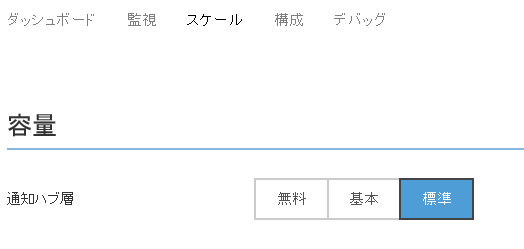 ダッシュボード 監視 スケール 構成 デバッグ
容量
通知ハブ層 無料 基本 標準